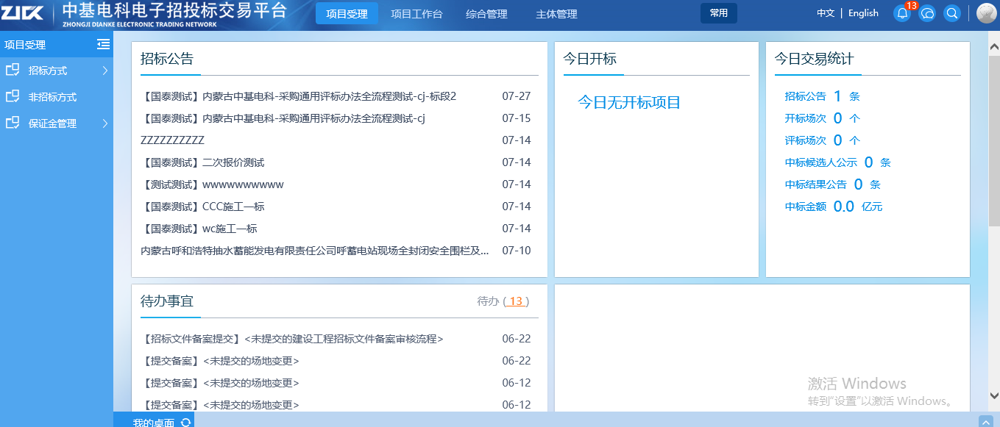 ZJCK 中基电科电子招投标交易平台
ZHONGJI DIANKE ELECTRONIC TRADING NETWORK
项目受理 项目工作台 综合管理 主体管理 常用 中文 | English 13
项目受理
招标方式
非招标方式
保证金管理
招标公告
【国泰测试】内蒙古中基电科-采购通用评标办法全流程测试-cj-标段2 07-27
【国泰测试】内蒙古中基电科-采购通用评标办法全流程测试-cj 07-15
ZZZZZZZZZZ 07-14
【国泰测试】二次报价测试 07-14
【测试测试】wwwwwwwwww 07-14
【国泰测试】CCC施工一标 07-14
【国泰测试】wc施工一标 07-14
内蒙古呼和浩特抽水蓄能发电有限责任公司呼蓄电站现场全封闭安全围栏及... 07-10
今日开标
今日无开标项目
今日交易统计
招标公告 1 条
开标场次 0 个
评标场次 0 个
中标候选人公示 0 条
中标结果公告 0 条
中标金额 0.0 亿元
待办事宜 待办 ( 13 )
【招标文件备案提交】<未提交的建设工程招标文件备案审核流程> 06-22
【提交备案】<未提交的场地变更> 06-22
【提交备案】<未提交的场地变更> 06-12
【提交备案】<未提交的场地变更> 06-12
激活 Windows
转到"设置"以激活 Windows。
我的桌面